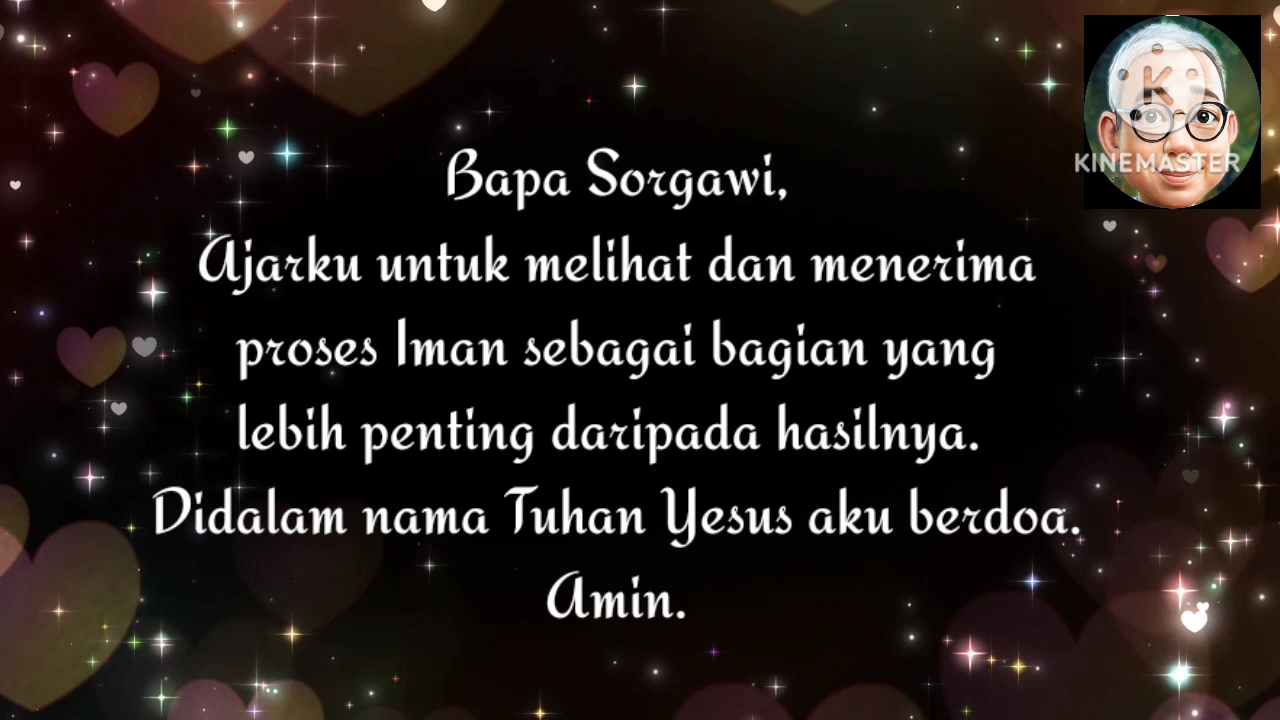 KINEMASTER
Bapa Sorgawi,
Ajarku untuk melihat dan menerima
proses Iman sebagai bagian yang
lebih penting daripada hasilnya.
Didalam nama Tuhan Yesus aku berdoa.
Amin.